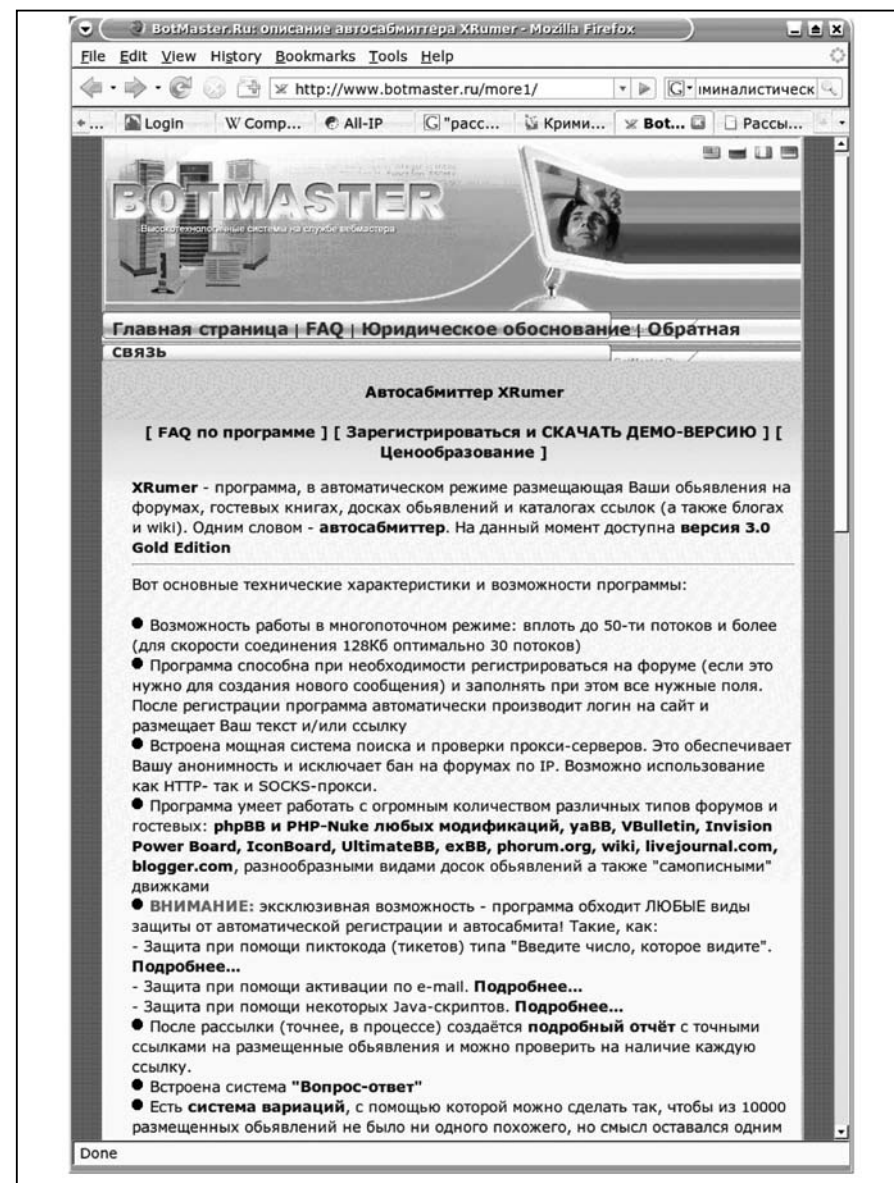 BotMaster.Ru: описание автосабмиттера XRumer - Mozilla Firefox
File Edit View History Bookmarks Tools Help
http://www.botmaster.ru/more1/ G иминалистическ
... Login W Comp... All-IP G "расс... Крими... Bot... Рассы...
BOTMASTER
Высокотехнологичные системы на службе вебмастера
Главная страница | FAQ | Юридическое обоснование | Обратная
связь
Автосабмиттер XRumer
[ FAQ по программе ] [ Зарегистрироваться и СКАЧАТЬ ДЕМО-ВЕРСИЮ ] [
Ценообразование ]
XRumer - программа, в автоматическом режиме размещающая Ваши обьявления на
форумах, гостевых книгах, досках обьявлений и каталогах ссылок (а также блогах
и wiki). Одним словом - автосабмиттер. На данный момент доступна версия 3.0
Gold Edition
Вот основные технические характеристики и возможности программы:
● Возможность работы в многопоточном режиме: вплоть до 50-ти потоков и более
(для скорости соединения 128Кб оптимально 30 потоков)
● Программа способна при необходимости регистрироваться на форуме (если это
нужно для создания нового сообщения) и заполнять при этом все нужные поля.
После регистрации программа автоматически производит логин на сайт и
размещает Ваш текст и/или ссылку
● Встроена мощная система поиска и проверки прокси-серверов. Это обеспечивает
Вашу анонимность и исключает бан на форумах по IP. Возможно использование
как HTTP- так и SOCKS-прокси.
● Программа умеет работать с огромным количеством различных типов форумов и
гостевых: phpBB и PHP-Nuke любых модификаций, yaBB, VBulletin, Invision
Power Board, IconBoard, UltimateBB, exBB, phorum.org, wiki, livejournal.com,
blogger.com, разнообразными видами досок обьявлений а также "самописными"
движками
● ВНИМАНИЕ: эксклюзивная возможность - программа обходит ЛЮБЫЕ виды
защиты от автоматической регистрации и автосабмита! Такие, как:
- Защита при помощи пиктокода (тикетов) типа "Введите число, которое видите".
Подробнее...
- Защита при помощи активации по e-mail. Подробнее...
- Защита при помощи некоторых Java-скриптов. Подробнее...
● После рассылки (точнее, в процессе) создаётся подробный отчёт с точными
ссылками на размещенные обьявления и можно проверить на наличие каждую
ссылку.
● Встроена система "Вопрос-ответ"
● Есть система вариаций, с помощью которой можно сделать так, чтобы из 10000
размещенных обьявлений не было ни одного похожего, но смысл оставался одним
Done